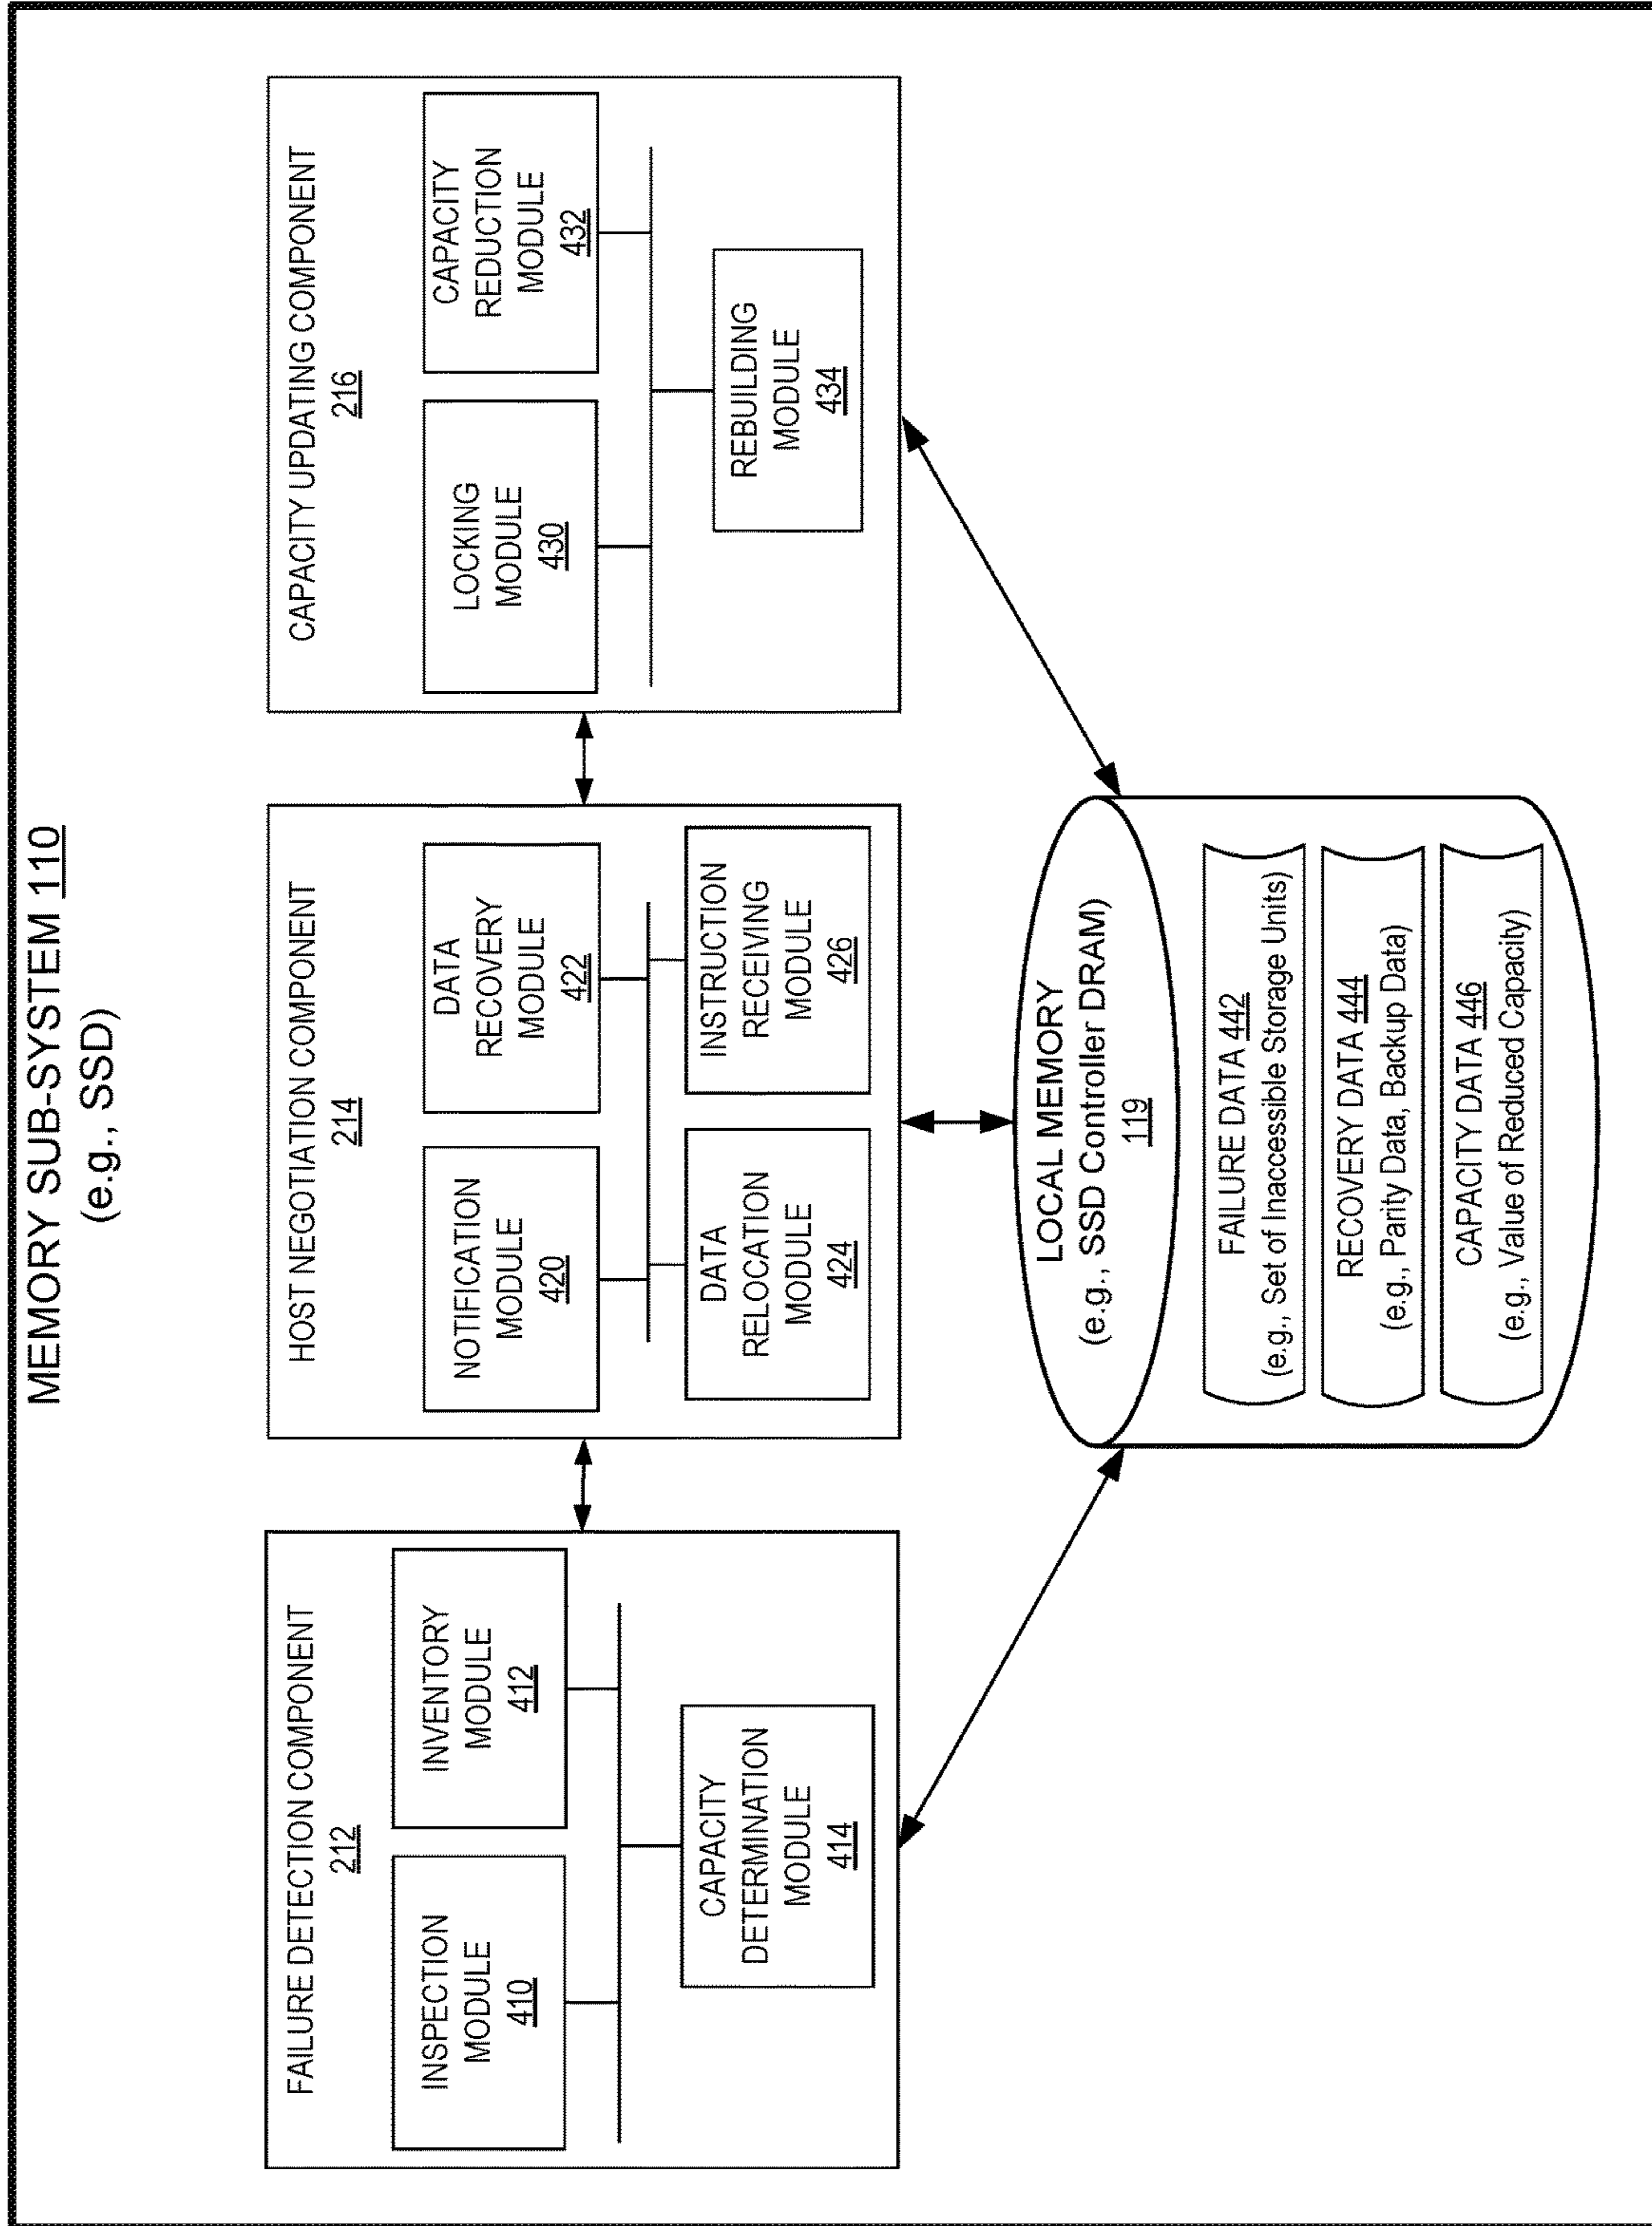 MEMORY SUB-SYSTEM 110
(e.g., SSD)
FAILURE DETECTION COMPONENT
212
INSPECTION
MODULE
410
INVENTORY
MODULE
412
CAPACITY
DETERMINATION
MODULE
414
HOST NEGOTIATION COMPONENT
214
NOTIFICATION
MODULE
420
DATA
RECOVERY
MODULE
422
DATA
RELOCATION
MODULE
424
INSTRUCTION
RECEIVING
MODULE
426
CAPACITY UPDATING COMPONENT
216
LOCKING
MODULE
430
CAPACITY
REDUCTION
MODULE
432
REBUILDING
MODULE
434
LOCAL MEMORY
(e.g., SSD Controller DRAM)
119
FAILURE DATA 442
(e.g., Set of Inaccessible Storage Units)
RECOVERY DATA 444
(e.g., Parity Data, Backup Data)
CAPACITY DATA 446
(e.g., Value of Reduced Capacity)